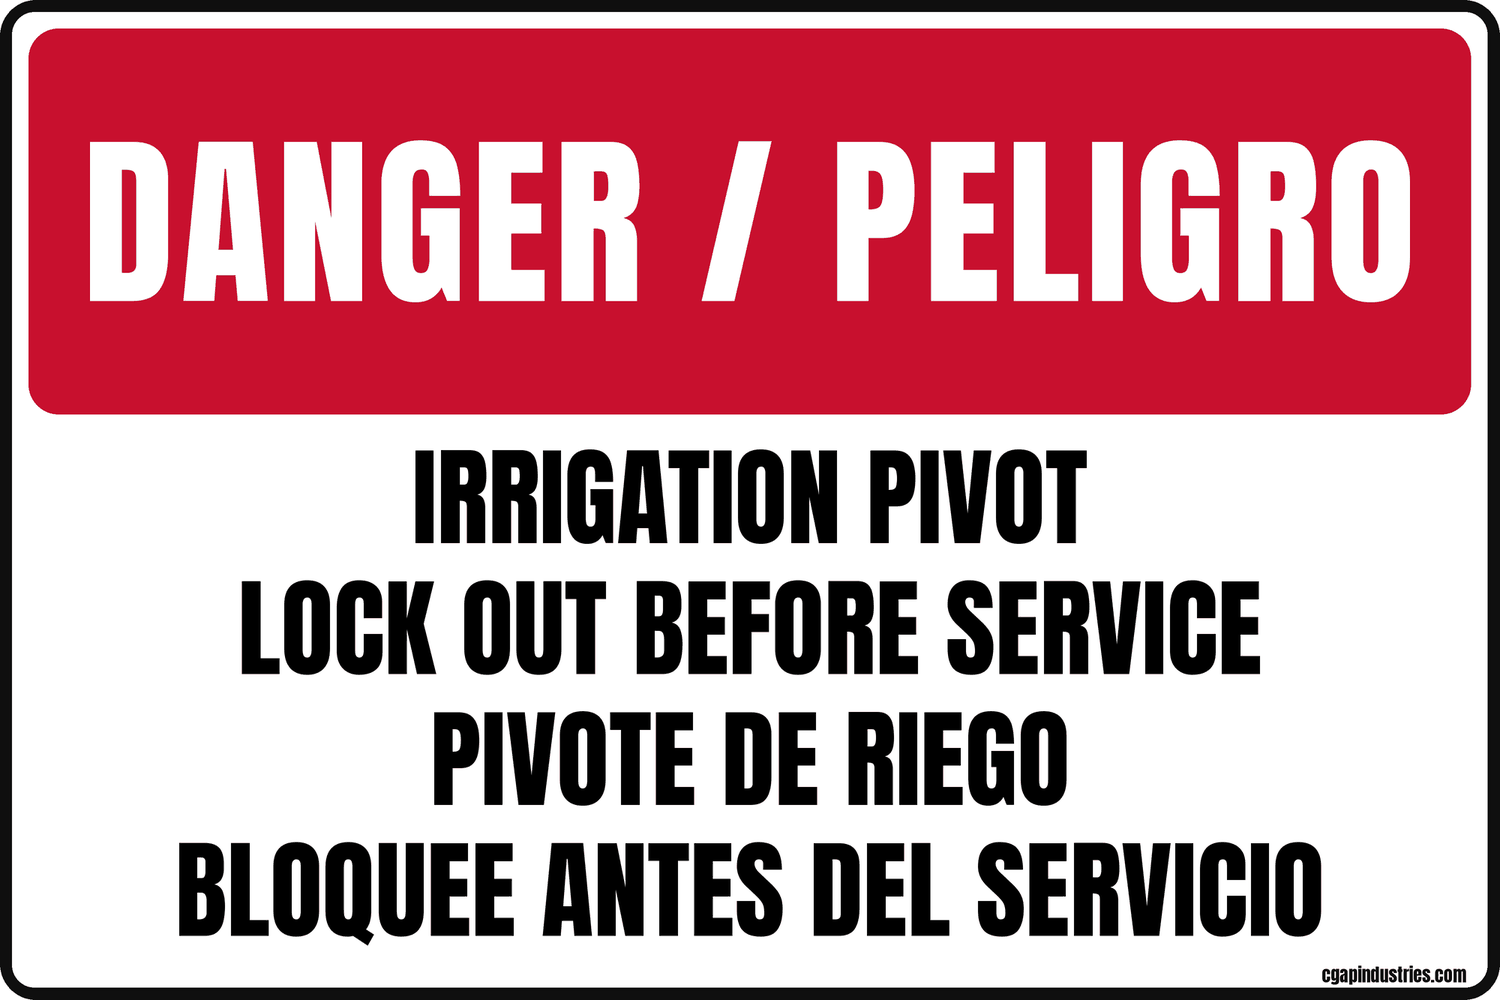 DANGER / PELIGRO
IRRIGATION PIVOT
LOCK OUT BEFORE SERVICE
PIVOTE DE RIEGO
BLOQUEE ANTES DEL SERVICIO
cgapindustries.com